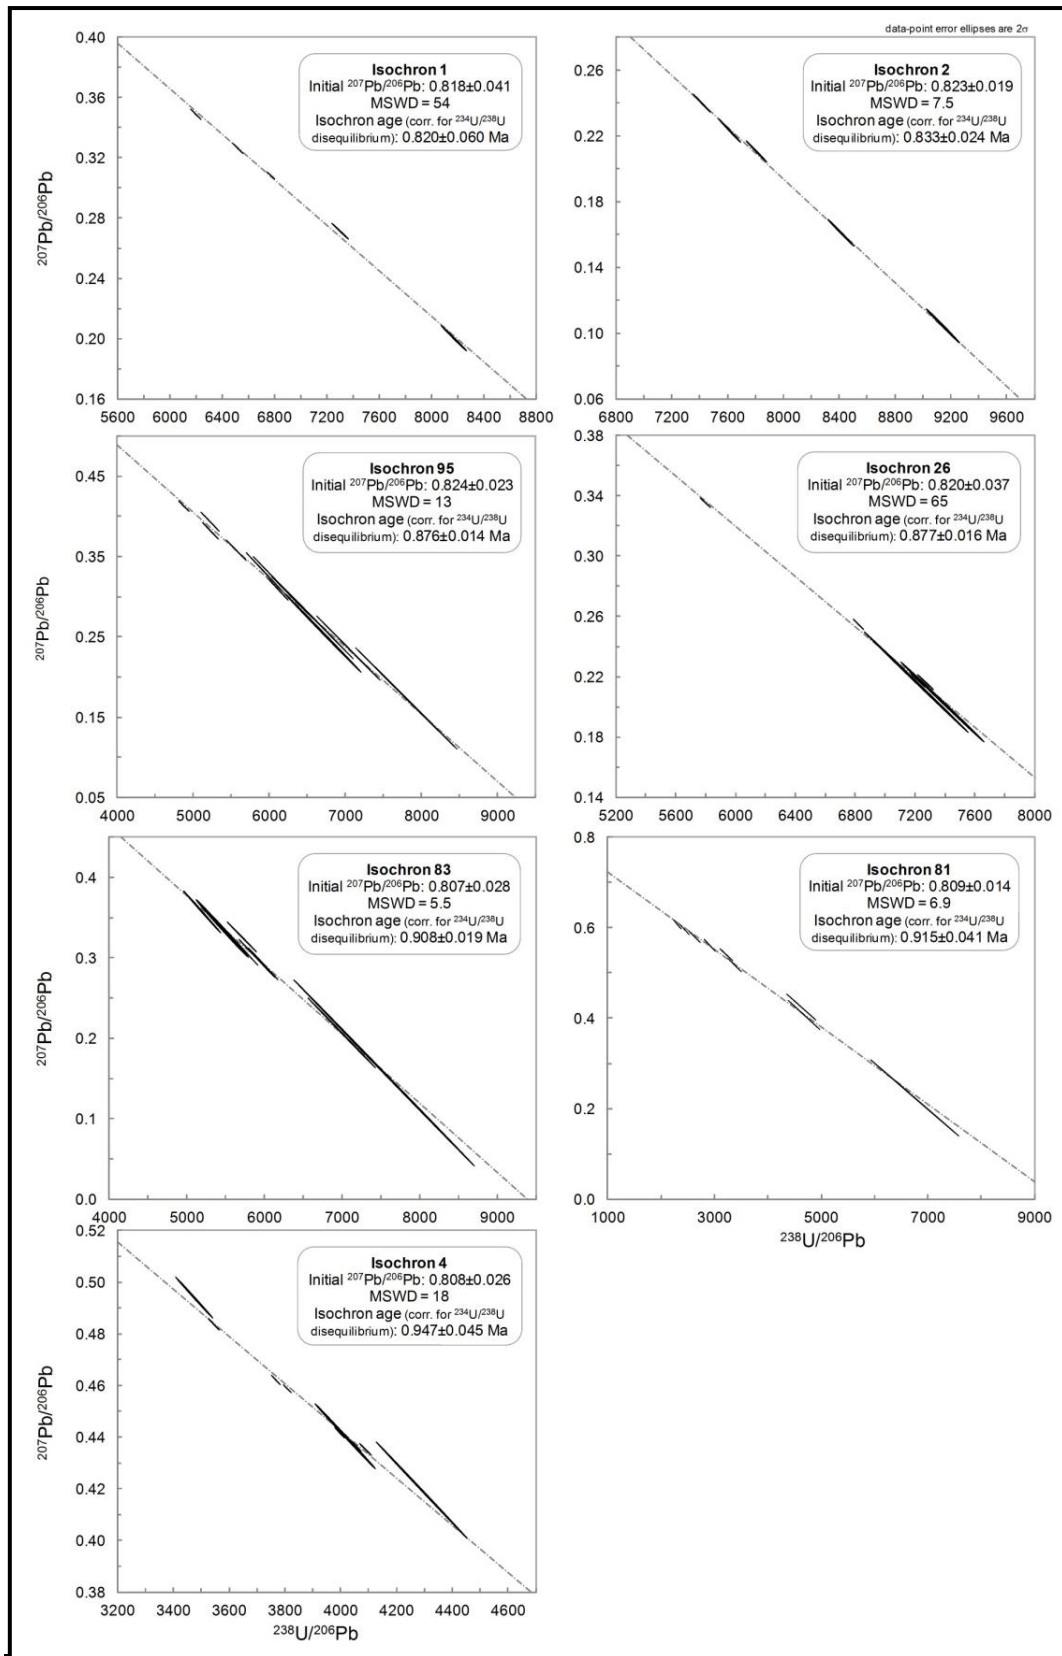 data-point error ellipses are 2σ
Isochron 1
Initial ²⁰⁷Pb/²⁰⁶Pb: 0.818±0.041
MSWD = 54
Isochron age (corr. for ²³⁴U/²³⁸U
disequilibrium): 0.820±0.060 Ma
0.40
0.36
0.32
0.28
0.24
0.20
0.16
²⁰⁷Pb/²⁰⁶Pb
5600 6000 6400 6800 7200 7600 8000 8400 8800
Isochron 2
Initial ²⁰⁷Pb/²⁰⁶Pb: 0.823±0.019
MSWD = 7.5
Isochron age (corr. for ²³⁴U/²³⁸U
disequilibrium): 0.833±0.024 Ma
0.26
0.22
0.18
0.14
0.10
0.06
6800 7200 7600 8000 8400 8800 9200 9600
Isochron 95
Initial ²⁰⁷Pb/²⁰⁶Pb: 0.824±0.023
MSWD = 13
Isochron age (corr. for ²³⁴U/²³⁸U
disequilibrium): 0.876±0.014 Ma
0.45
0.35
0.25
0.15
0.05
²⁰⁷Pb/²⁰⁶Pb
4000 5000 6000 7000 8000 9000
Isochron 26
Initial ²⁰⁷Pb/²⁰⁶Pb: 0.820±0.037
MSWD = 65
Isochron age (corr. for ²³⁴U/²³⁸U
disequilibrium): 0.877±0.016 Ma
0.38
0.34
0.30
0.26
0.22
0.18
0.14
5200 5600 6000 6400 6800 7200 7600 8000
Isochron 83
Initial ²⁰⁷Pb/²⁰⁶Pb: 0.807±0.028
MSWD = 5.5
Isochron age (corr. for ²³⁴U/²³⁸U
disequilibrium): 0.908±0.019 Ma
0.4
0.3
0.2
0.1
0.0
²⁰⁷Pb/²⁰⁶Pb
4000 5000 6000 7000 8000 9000
Isochron 81
Initial ²⁰⁷Pb/²⁰⁶Pb: 0.809±0.014
MSWD = 6.9
Isochron age (corr. for ²³⁴U/²³⁸U
disequilibrium): 0.915±0.041 Ma
0.8
0.6
0.4
0.2
0.0
1000 3000 5000 7000 9000
²³⁸U/²⁰⁶Pb
Isochron 4
Initial ²⁰⁷Pb/²⁰⁶Pb: 0.808±0.026
MSWD = 18
Isochron age (corr. for ²³⁴U/²³⁸U
disequilibrium): 0.947±0.045 Ma
0.52
0.50
0.48
0.46
0.44
0.42
0.40
0.38
²⁰⁷Pb/²⁰⁶Pb
3200 3400 3600 3800 4000 4200 4400 4600
²³⁸U/²⁰⁶Pb